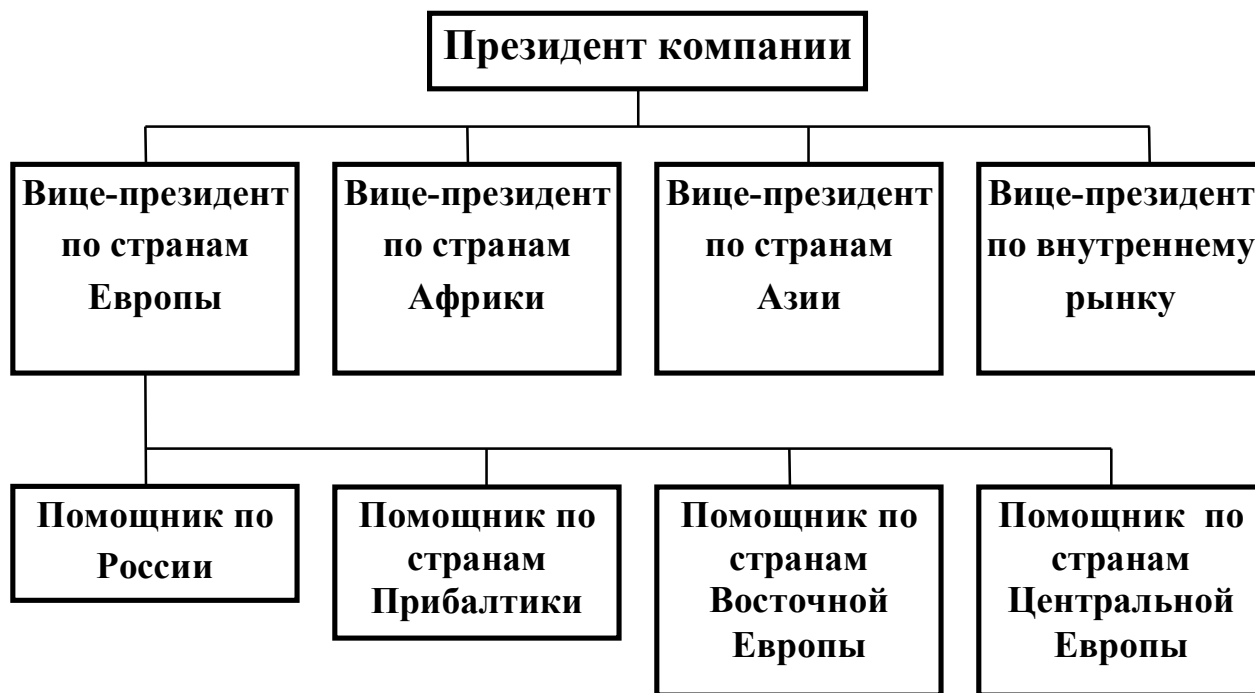 Президент компании
Вице-президент
по странам
Европы
Вице-президент
по странам
Африки
Вице-президент
по странам
Азии
Вице-президент
по внутреннему
рынку
Помощник по
России
Помощник по
странам
Прибалтики
Помощник по
странам
Восточной
Европы
Помощник по
странам
Центральной
Европы